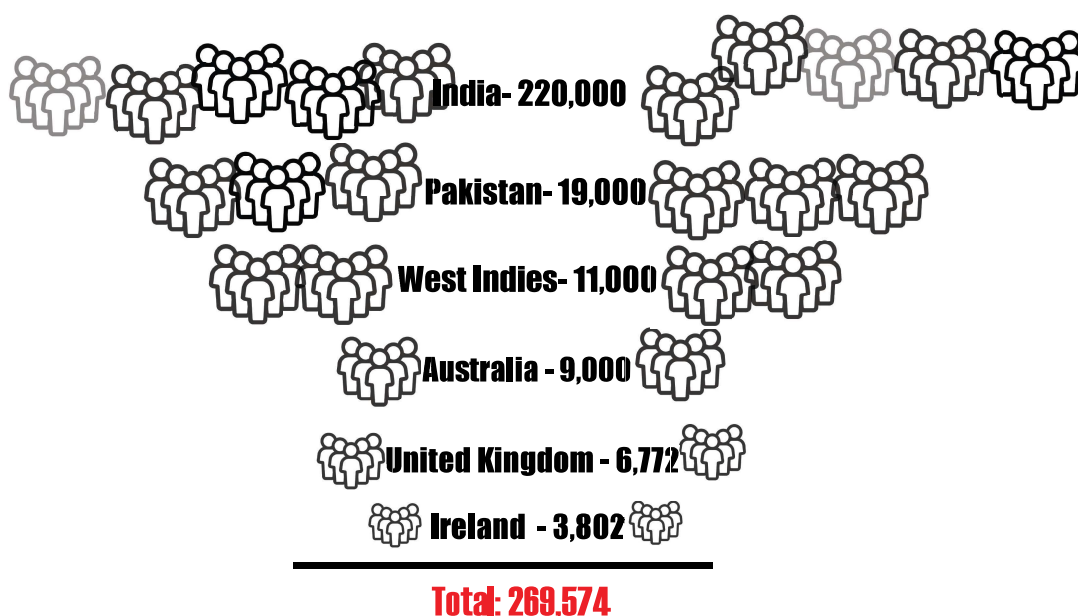 India- 220,000
Pakistan- 19,000
West Indies- 11,000
Australia - 9,000
United Kingdom - 6,772
Ireland - 3,802
Total: 269,574